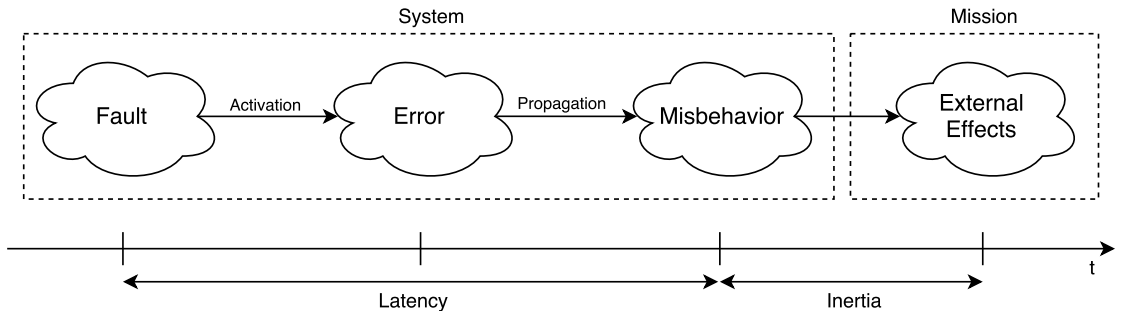 System
Mission
Fault
Activation
Error
Propagation
Misbehavior
External
Effects
t
Latency
Inertia